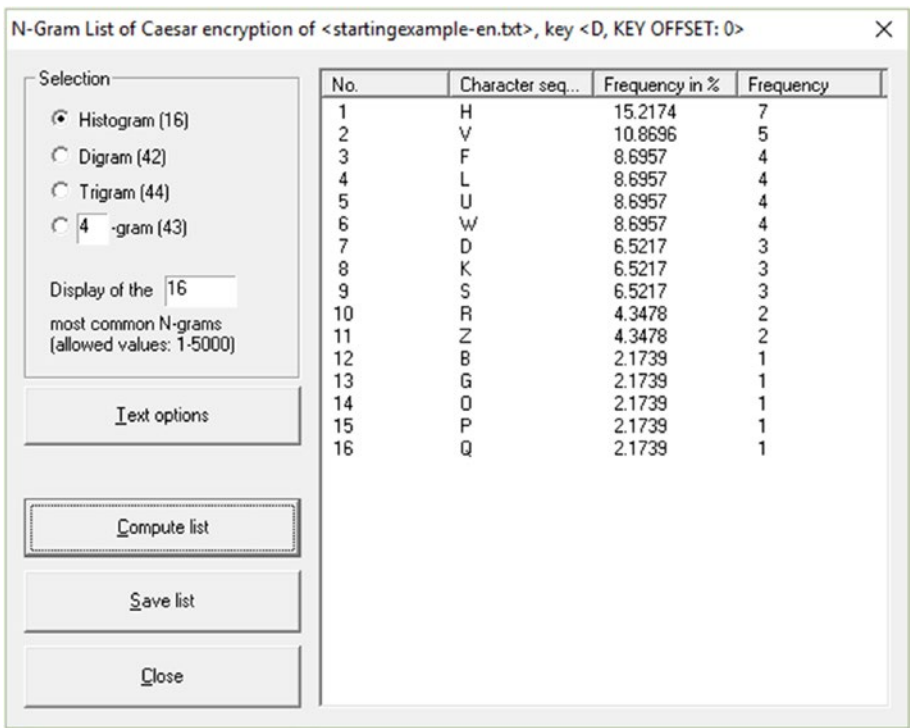 N-Gram List of Caesar encryption of <startingexample-en.txt>, key <D, KEY OFFSET: 0>
Selection
Histogram (16)
Digram (42)
Trigram (44)
4 -gram (43)
Display of the 16
most common N-grams
(allowed values: 1-5000)
Text options
Compute list
Save list
Close
No. Character seq... Frequency in % Frequency
1 H 15.2174 7
2 V 10.8696 5
3 F 8.6957 4
4 L 8.6957 4
5 U 8.6957 4
6 W 8.6957 4
7 D 6.5217 3
8 K 6.5217 3
9 S 6.5217 3
10 R 4.3478 2
11 Z 4.3478 2
12 B 2.1739 1
13 G 2.1739 1
14 O 2.1739 1
15 P 2.1739 1
16 Q 2.1739 1